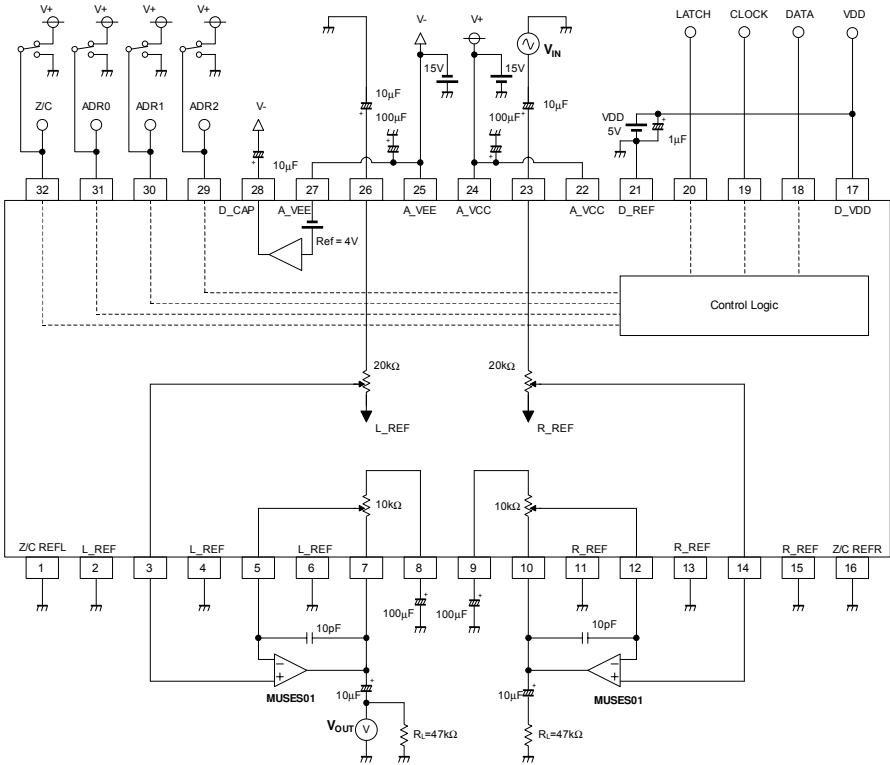 V+ V+ V+ V+ V- V+ LATCH CLOCK DATA VDD
V_IN
15V 15V
Z/C ADR0 ADR1 ADR2 V- 10μF 10μF
100μF 100μF
VDD
5V 1μF
10μF
32 31 30 29 28 27 26 25 24 23 22 21 20 19 18 17
D_CAP A_VEE A_VEE A_VCC A_VCC D_REF D_VDD
Ref = 4V
Control Logic
20kΩ 20kΩ
L_REF R_REF
10kΩ 10kΩ
Z/C REFL L_REF L_REF L_REF R_REF R_REF R_REF Z/C REFR
1 2 3 4 5 6 7 8 9 10 11 12 13 14 15 16
100μF 100μF
10pF 10pF
− −
+ +
MUSES01 MUSES01
10μF 10μF
V_OUT V R_L=47kΩ R_L=47kΩ